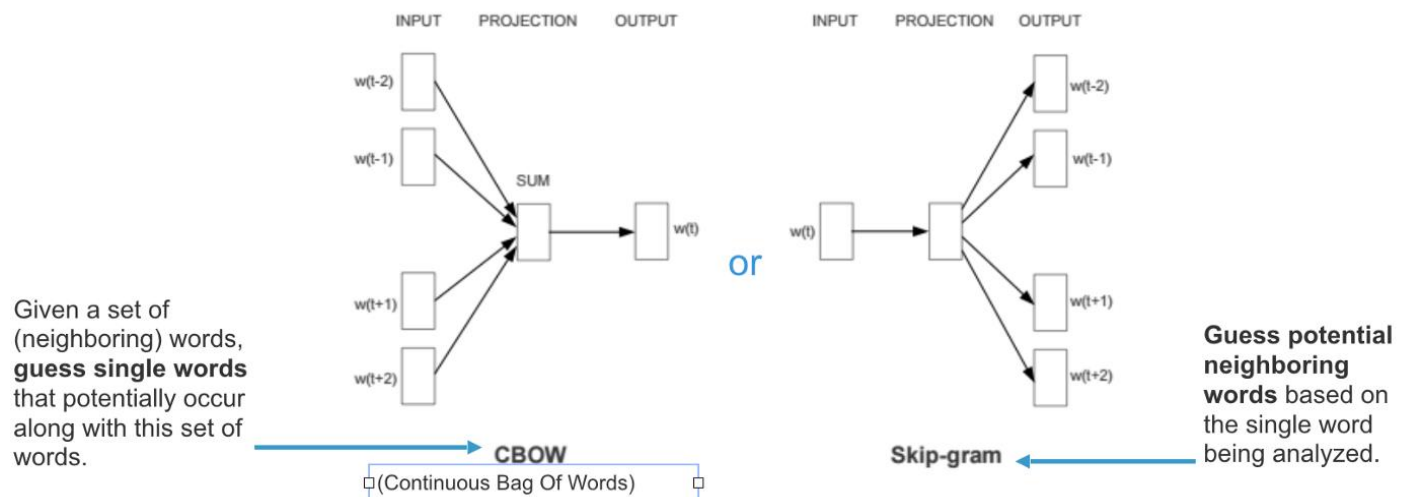 INPUT PROJECTION OUTPUT
w(t-2)
w(t-1)
SUM
w(t)
w(t+1)
w(t+2)
CBOW
(Continuous Bag Of Words)
Given a set of
(neighboring) words,
guess single words
that potentially occur
along with this set of
words.
or
INPUT PROJECTION OUTPUT
w(t-2)
w(t-1)
w(t)
w(t+1)
w(t+2)
Skip-gram
Guess potential
neighboring
words based on
the single word
being analyzed.